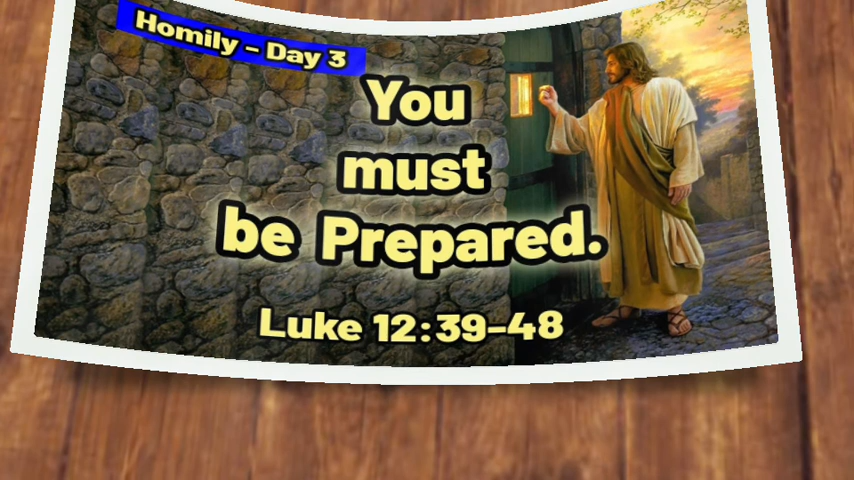 Homily – Day 3
You
must
be Prepared.
Luke 12:39–48